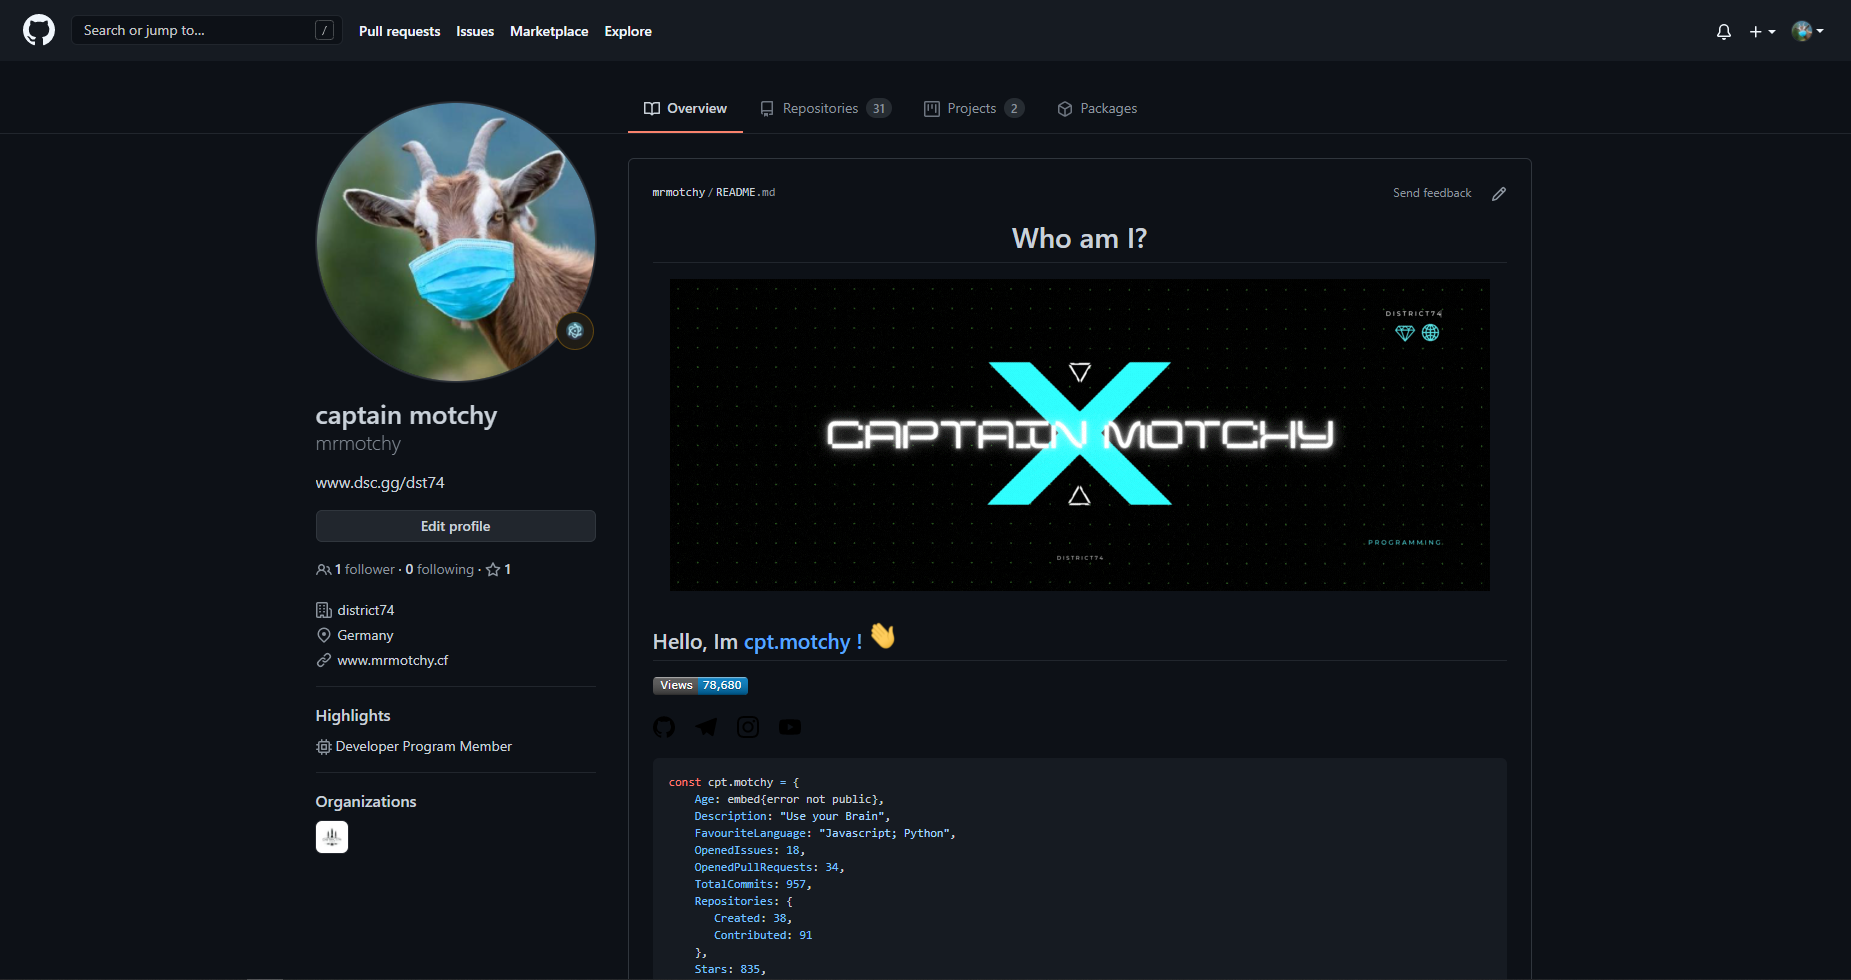 Search or jump to... /
Pull requests Issues Marketplace Explore
Overview Repositories 31 Projects 2 Packages
captain motchy
mrmotchy
www.dsc.gg/dst74
Edit profile
1 follower · 0 following · 1
district74
Germany
www.mrmotchy.cf
Highlights
Developer Program Member
Organizations
mrmotchy/README.md
Send feedback
Who am I?
DISTRICT74
CAPTAIN MOTCHY
PROGRAMMING
DISTRICT74
Hello, Im cpt.motchy !
Views 78,680
const cpt.motchy = {
Age: embed{error not public},
Description: "Use your Brain",
FavouriteLanguage: "Javascript; Python",
OpenedIssues: 18,
OpenedPullRequests: 34,
TotalCommits: 957,
Repositories: {
Created: 38,
Contributed: 91
},
Stars: 835,